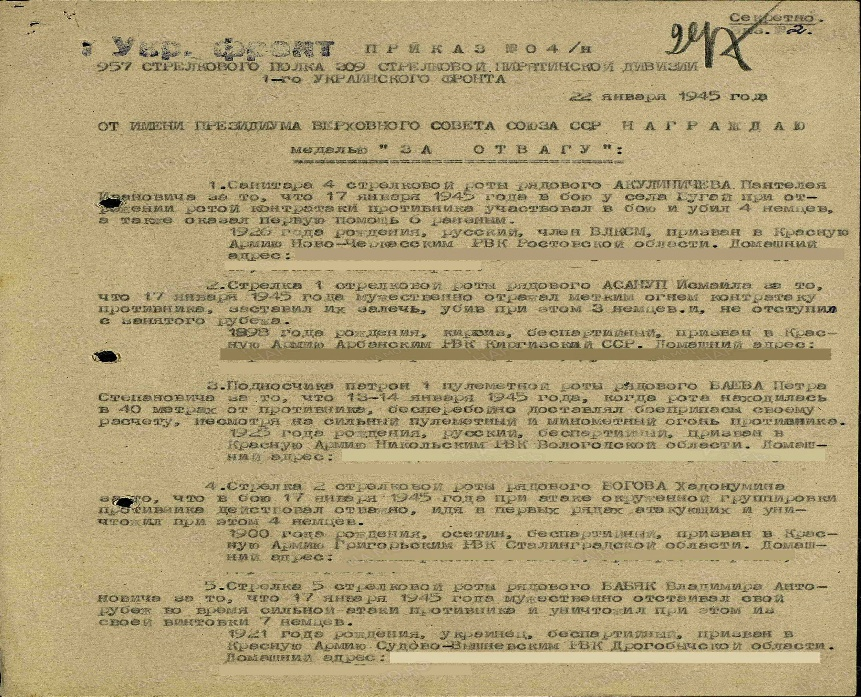 Секретно.
Укр. фронт
ПРИКАЗ №04/н
957 СТРЕЛКОВОГО ПОЛКА 309 СТРЕЛКОВОЙ ПИРЯТИНСКОЙ ДИВИЗИИ
1-го УКРАИНСКОГО ФРОНТА
22 января 1945 года
ОТ ИМЕНИ ПРЕЗИДИУМА ВЕРХОВНОГО СОВЕТА СОЮЗА ССР НАГРАЖДАЮ
медалью "ЗА ОТВАГУ":
1.Санитара 4 стрелковой роты рядового АКУЛИНИЧЕВА Пантелея
Ивановича за то, что 17 января 1945 года в бою у села Бугай при от-
ражении ротой контратаки противника участвовал в бою и убил 4 немцев,
а также оказал первую помощь 6 раненым.
1926 года рождения, русский, член ВЛКСМ, призван в Красную
Армию Ново-Черкасским РВК Ростовской области. Домашний
адрес:
2.Стрелка 1 стрелковой роты рядового АСАНУП Исмаила за то,
что 17 января 1945 года мужественно отражал метким огнем контратаку
противника, заставил их залечь, убив при этом 3 немцев.и, не отступил
с занятого рубежа.
1898 года рождения, киргиз, беспартийный, призван в Крас-
ную Армию Арбанским РВК Киргизской ССР. Домашний адрес:
3.Подносчика патрон 1 пулеметной роты рядового БАЕВА Петра
Степановича за то, что 13-14 января 1945 года, когда рота находилась
в 40 метрах от противника, бесперебойно доставлял боеприпасы своему
расчету, несмотря на сильный пулеметный и минометный огонь противника.
1925 года рождения, русский, беспартийный, призван в
Красную Армию Никольским РВК Вологодской области. Домаш-
ний адрес:
4.Стрелка 2 стрелковой роты рядового БОГОВА Хадонумина
за то, что в бою 17 января 1945 года при атаке окруженной группировки
противника действовал отважно, идя в первых рядах атакующих и уни-
чтожил при этом 4 немцев.
1900 года рождения, осетин, беспартийный, призван в Крас-
ную Армию Григорьским РВК Сталинградской области. Домаш-
ний адрес:
5.Стрелка 5 стрелковой роты рядового БАБЯК Владимира Анто-
новича за то, что 17 января 1945 года мужественно отстаивал свой
рубеж во время сильной атаки противника и уничтожил при этом из
своей винтовки 7 немцев.
1921 года рождения, украинец, беспартийный, призван в
Красную Армию Судово-Вышневским РВК Дрогобычской области.
Домашний адрес: